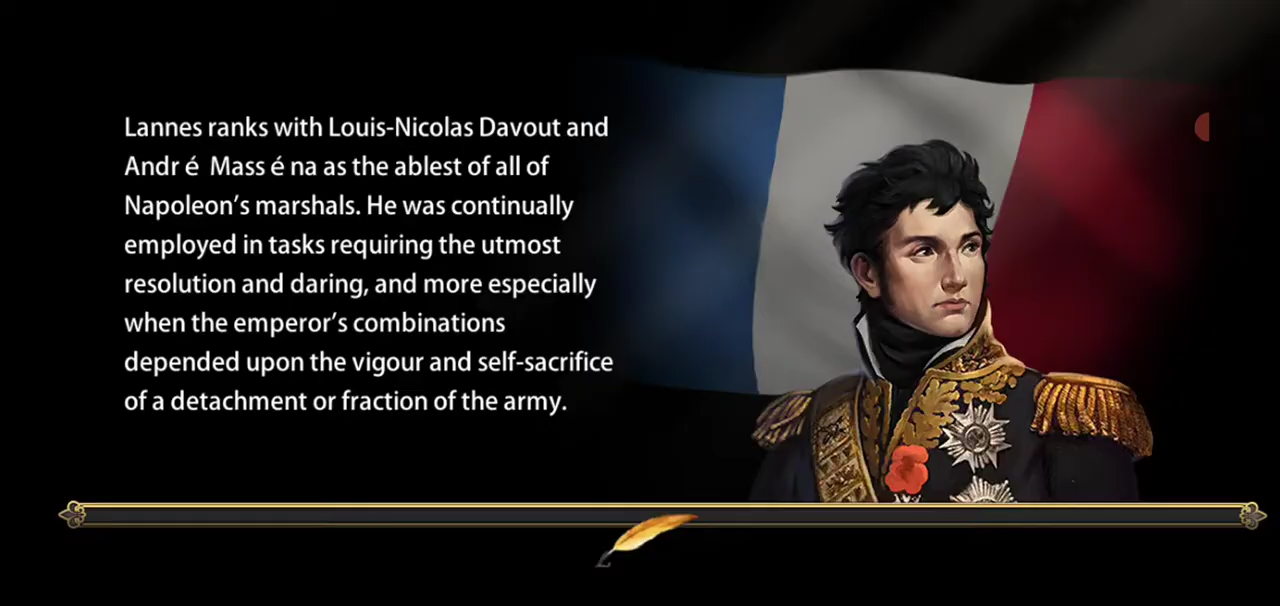 Lannes ranks with Louis-Nicolas Davout and
Andr é  Mass é na as the ablest of all of
Napoleon’s marshals. He was continually
employed in tasks requiring the utmost
resolution and daring, and more especially
when the emperor’s combinations
depended upon the vigour and self-sacrifice
of a detachment or fraction of the army.